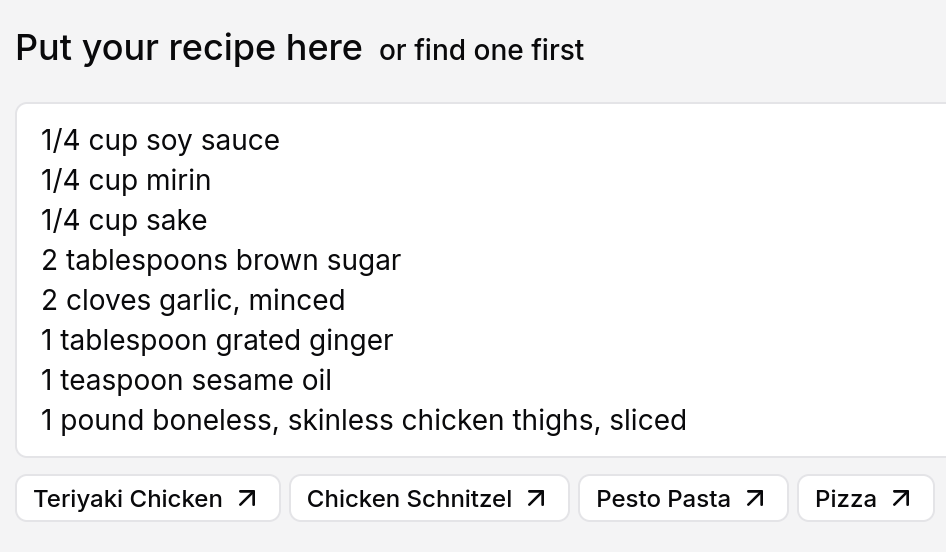 Put your recipe here or find one first
1/4 cup soy sauce
1/4 cup mirin
1/4 cup sake
2 tablespoons brown sugar
2 cloves garlic, minced
1 tablespoon grated ginger
1 teaspoon sesame oil
1 pound boneless, skinless chicken thighs, sliced
Teriyaki Chicken Chicken Schnitzel Pesto Pasta Pizza